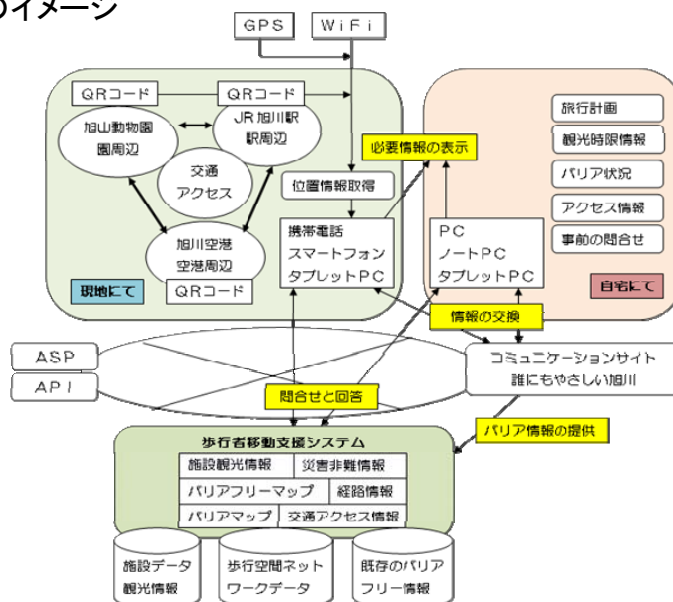 のイメージ
GPS
WiFi
QRコード
QRコード
旭山動物園
園周辺
JR旭川駅
駅周辺
交通
アクセス
旭川空港
空港周辺
QRコード
現地にて
位置情報取得
携帯電話
スマートフォン
タブレットPC
必要情報の表示
旅行計画
観光時限情報
バリア状況
アクセス情報
事前の問合せ
PC
ノートPC
タブレットPC
自宅にて
情報の交換
ASP
API
コミュニケーションサイト
誰にもやさしい旭川
問合せと回答
バリア情報の提供
歩行者移動支援システム
施設観光情報
災害非難情報
バリアフリーマップ
経路情報
バリアマップ
交通アクセス情報
施設データ
観光情報
歩行空間ネット
ワークデータ
既存のバリア
フリー情報